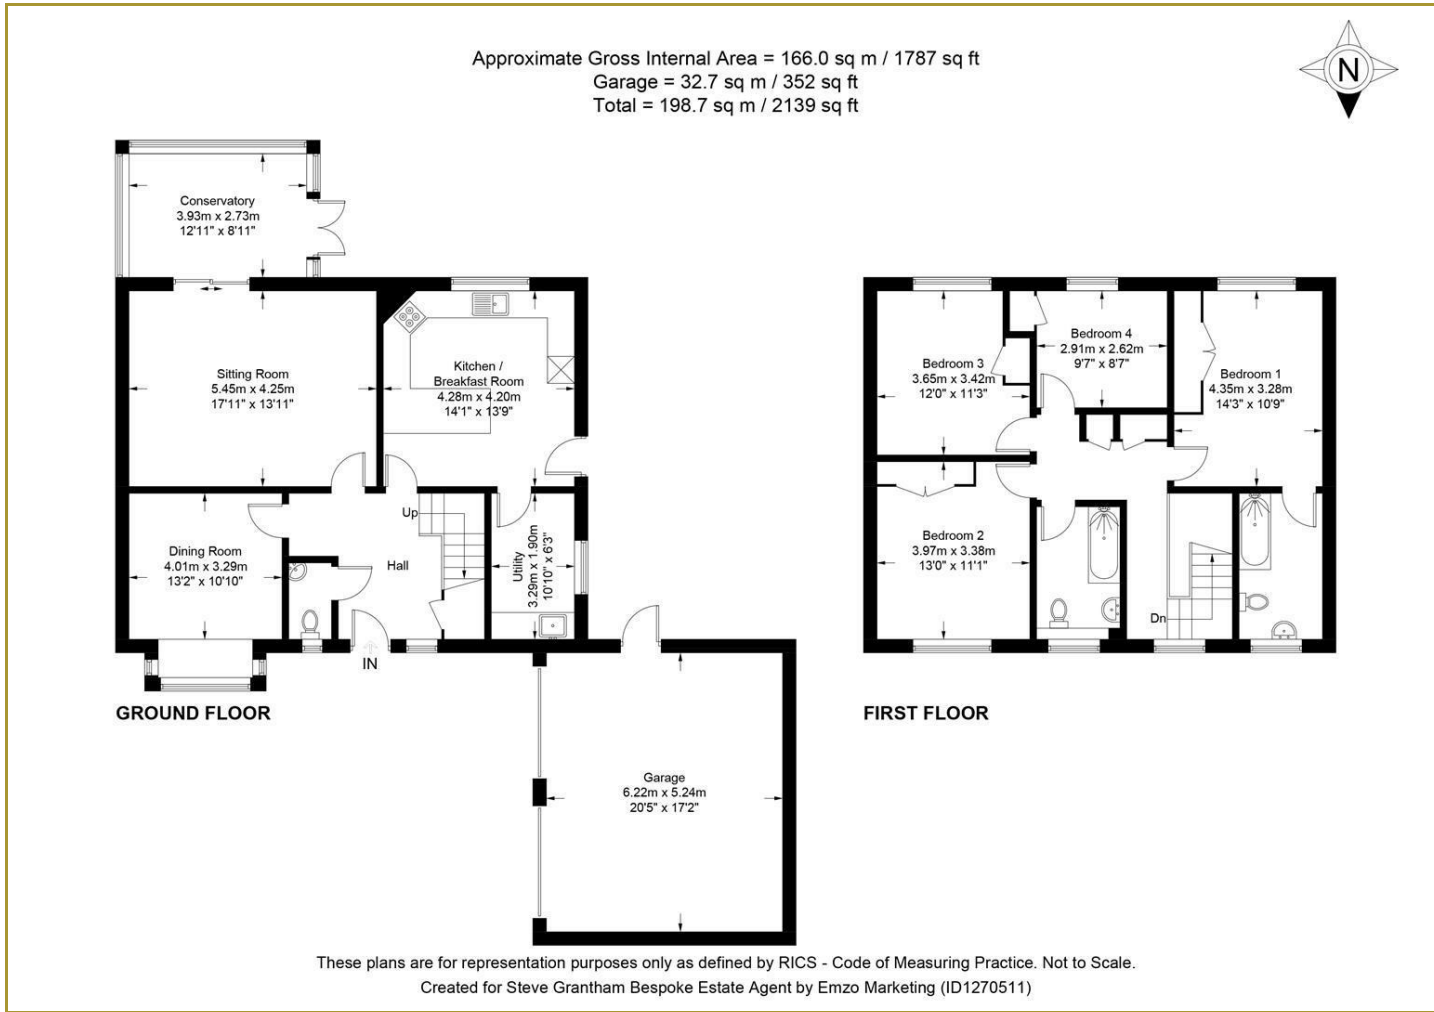 Approximate Gross Internal Area = 166.0 sq m / 1787 sq ft
Garage = 32.7 sq m / 352 sq ft
Total = 198.7 sq m / 2139 sq ft
N
Conservatory
3.93m x 2.73m
12'11" x 8'11"
Sitting Room
5.45m x 4.25m
17'11" x 13'11"
Kitchen /
Breakfast Room
4.28m x 4.20m
14'1" x 13'9"
Dining Room
4.01m x 3.29m
13'2" x 10'10"
Up
Hall
Utility
3.29m x 1.90m
10'10" x 6'3"
IN
Garage
6.22m x 5.24m
20'5" x 17'2"
GROUND FLOOR
Bedroom 3
3.65m x 3.42m
12'0" x 11'3"
Bedroom 4
2.91m x 2.62m
9'7" x 8'7"
Bedroom 1
4.35m x 3.28m
14'3" x 10'9"
Bedroom 2
3.97m x 3.38m
13'0" x 11'1"
Dn
FIRST FLOOR
These plans are for representation purposes only as defined by RICS - Code of Measuring Practice. Not to Scale.
Created for Steve Grantham Bespoke Estate Agent by Emzo Marketing (ID1270511)